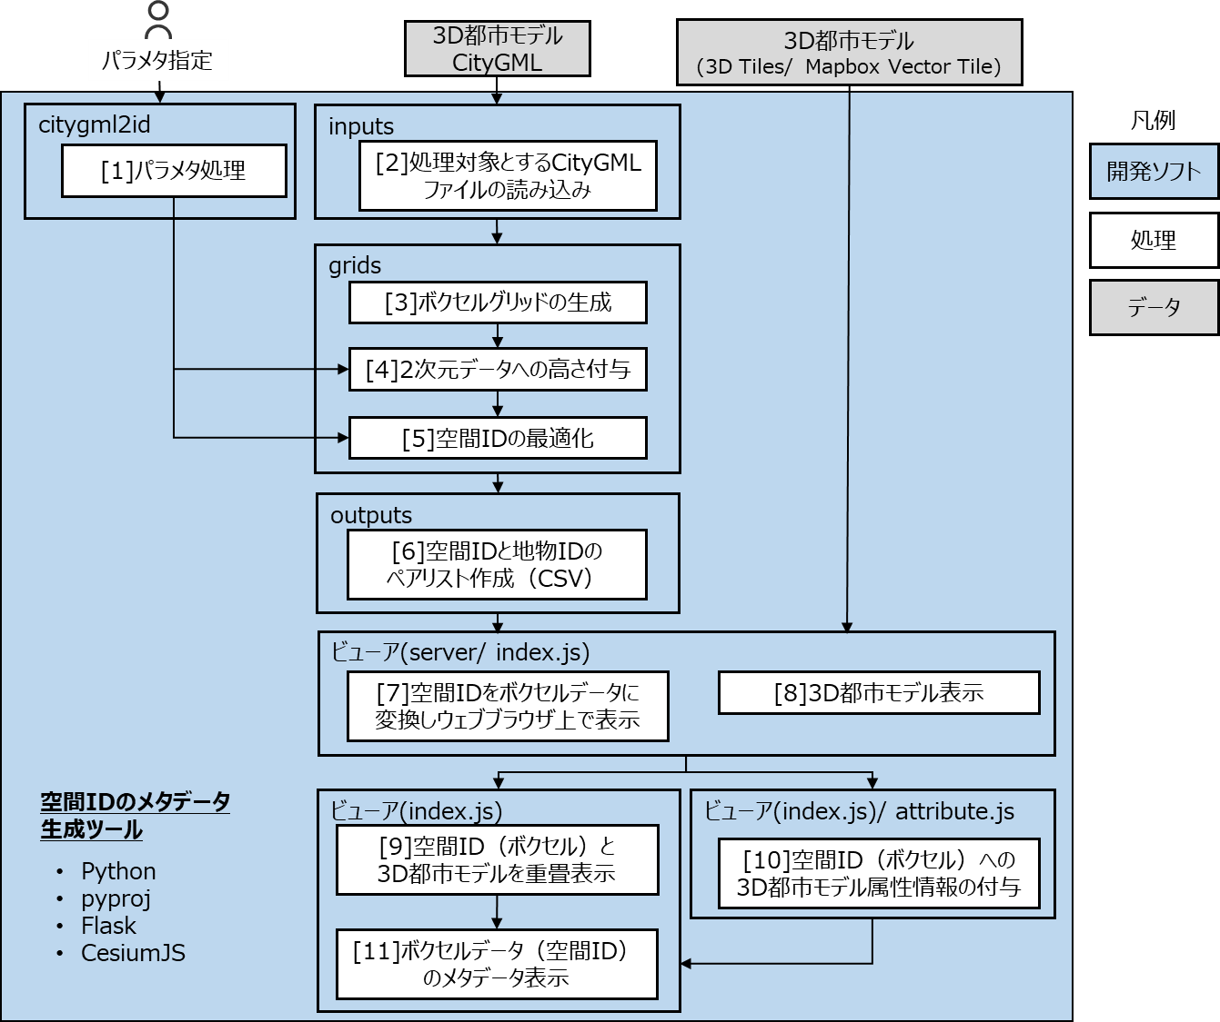 パラメタ指定
3D都市モデル
CityGML
3D都市モデル
(3D Tiles/ Mapbox Vector Tile)
citygml2id
[1]パラメタ処理
inputs
[2]処理対象とするCityGML
ファイルの読み込み
grids
[3]ボクセルグリッドの生成
[4]2次元データへの高さ付与
[5]空間IDの最適化
outputs
[6]空間IDと地物IDの
ペアリスト作成（CSV）
ビューア(server/ index.js)
[7]空間IDをボクセルデータに
変換しウェブブラウザ上で表示
[8]3D都市モデル表示
ビューア(index.js)
[9]空間ID（ボクセル）と
3D都市モデルを重畳表示
[11]ボクセルデータ（空間ID）
のメタデータ表示
ビューア(index.js)/ attribute.js
[10]空間ID（ボクセル）への
3D都市モデル属性情報の付与
空間IDのメタデータ
生成ツール
• Python
• pyproj
• Flask
• CesiumJS
凡例
開発ソフト
処理
データ